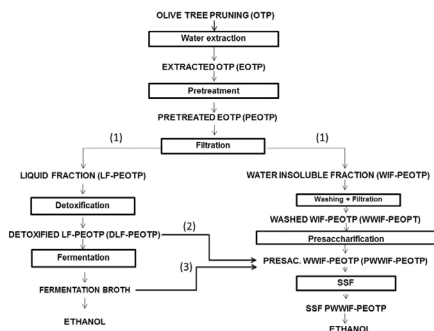 OLIVE TREE PRUNING (OTP)
Water extraction
EXTRACTED OTP (EOTP)
Pretreatment
PRETREATED EOTP (PEOTP)
(1)
(1)
Filtration
LIQUID FRACTION (LF-PEOTP)
WATER INSOLUBLE FRACTION (WIF-PEOTP)
Detoxification
Washing + Filtration
WASHED WIF-PEOTP (WWIF-PEOPT)
DETOXIFIED LF-PEOTP (DLF-PEOTP)
(2)
Presaccharification
Fermentation
(3)
PRESAC. WWIF-PEOTP (PWWIF-PEOTP)
SSF
FERMENTATION BROTH
SSF PWWIF-PEOTP
ETHANOL
ETHANOL